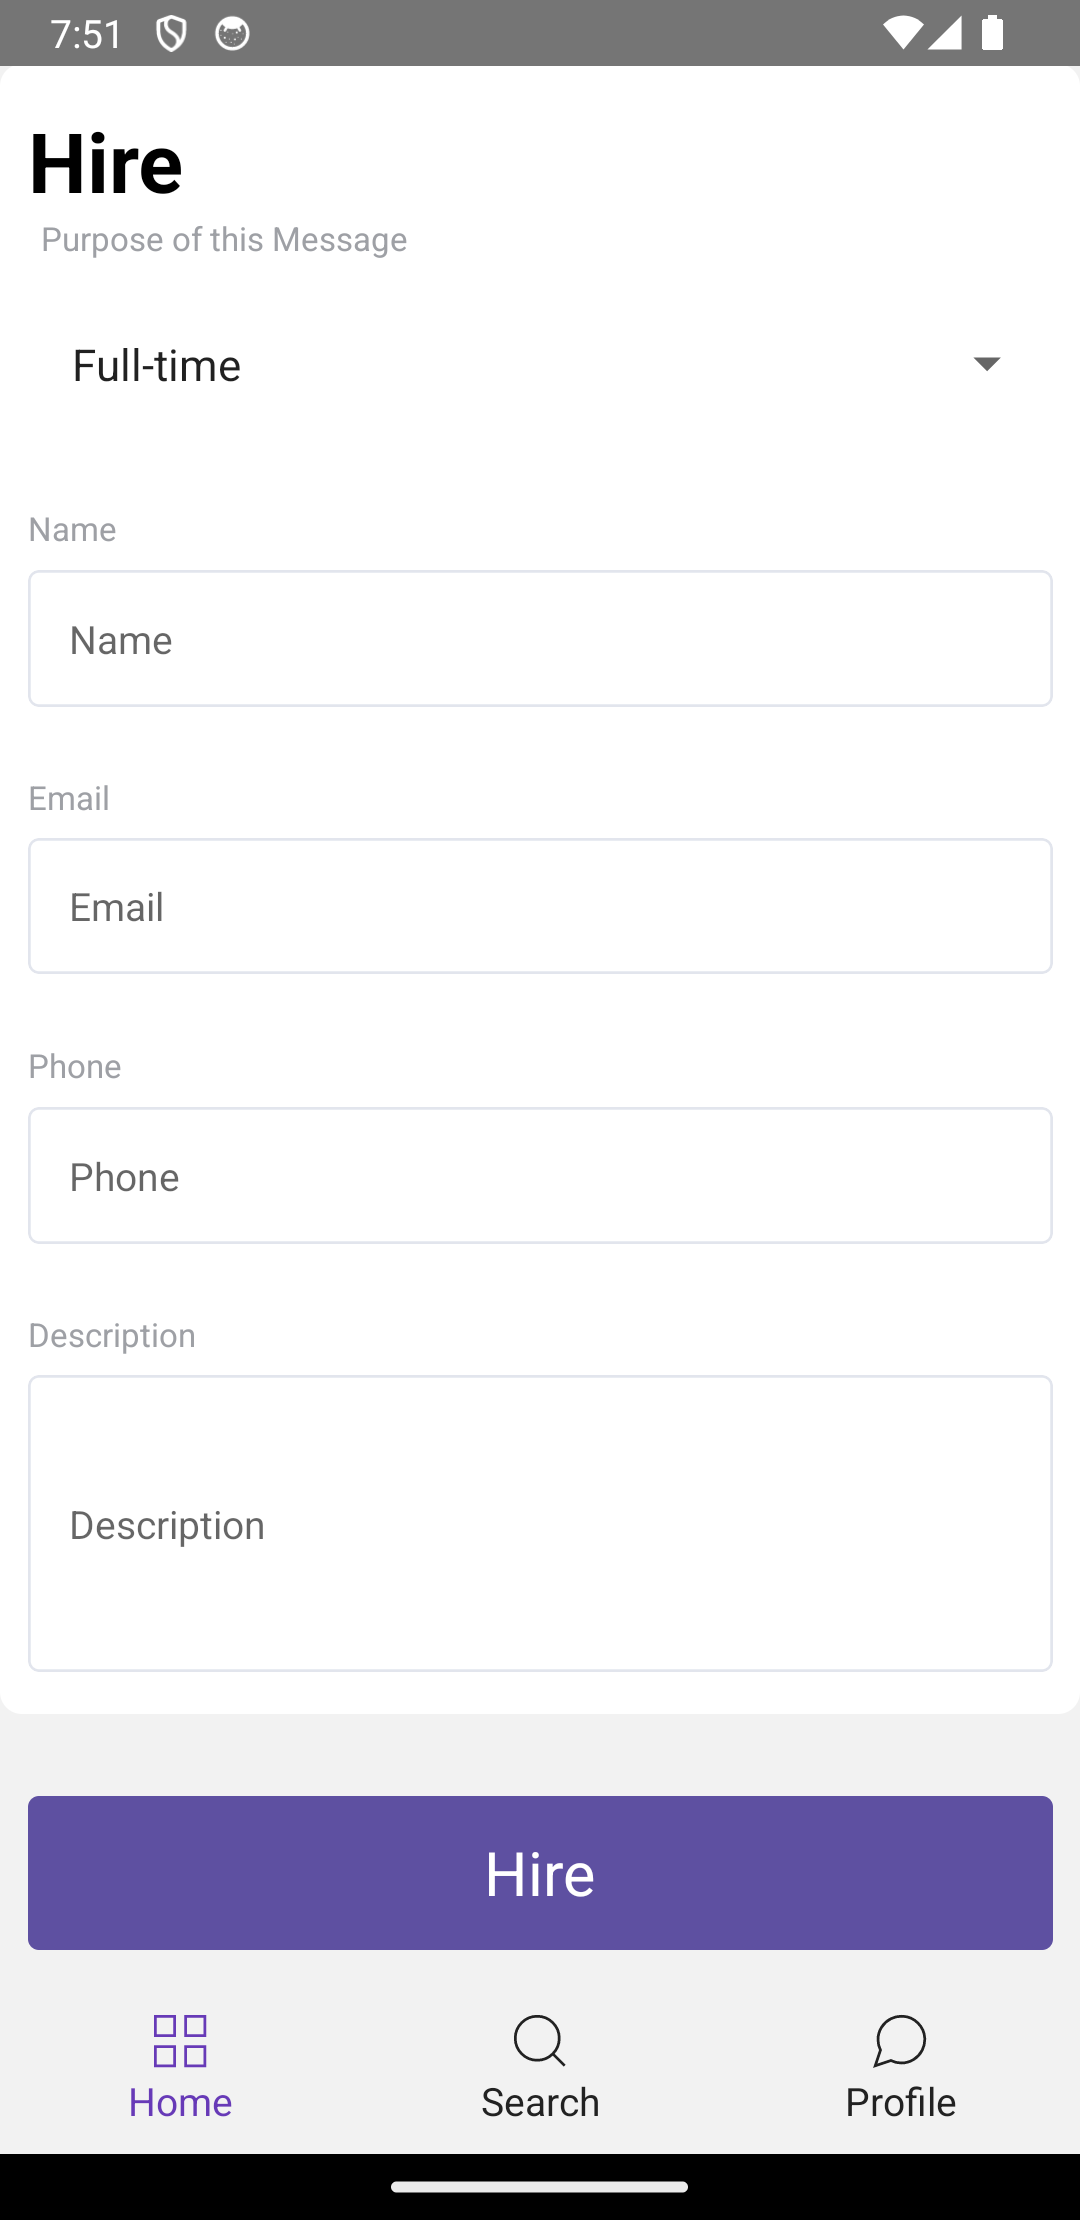 7:51
Hire
Purpose of this Message
Full-time
Name
Name
Email
Email
Phone
Phone
Description
Description
Hire
Home
Search
Profile